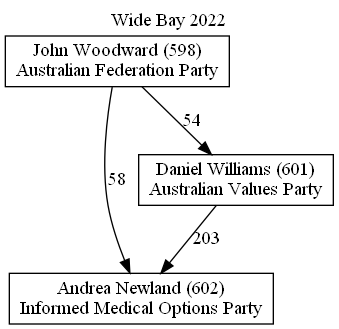 Wide Bay 2022
John Woodward (598)
Australian Federation Party
54
Daniel Williams (601)
Australian Values Party
58
203
Andrea Newland (602)
Informed Medical Options Party